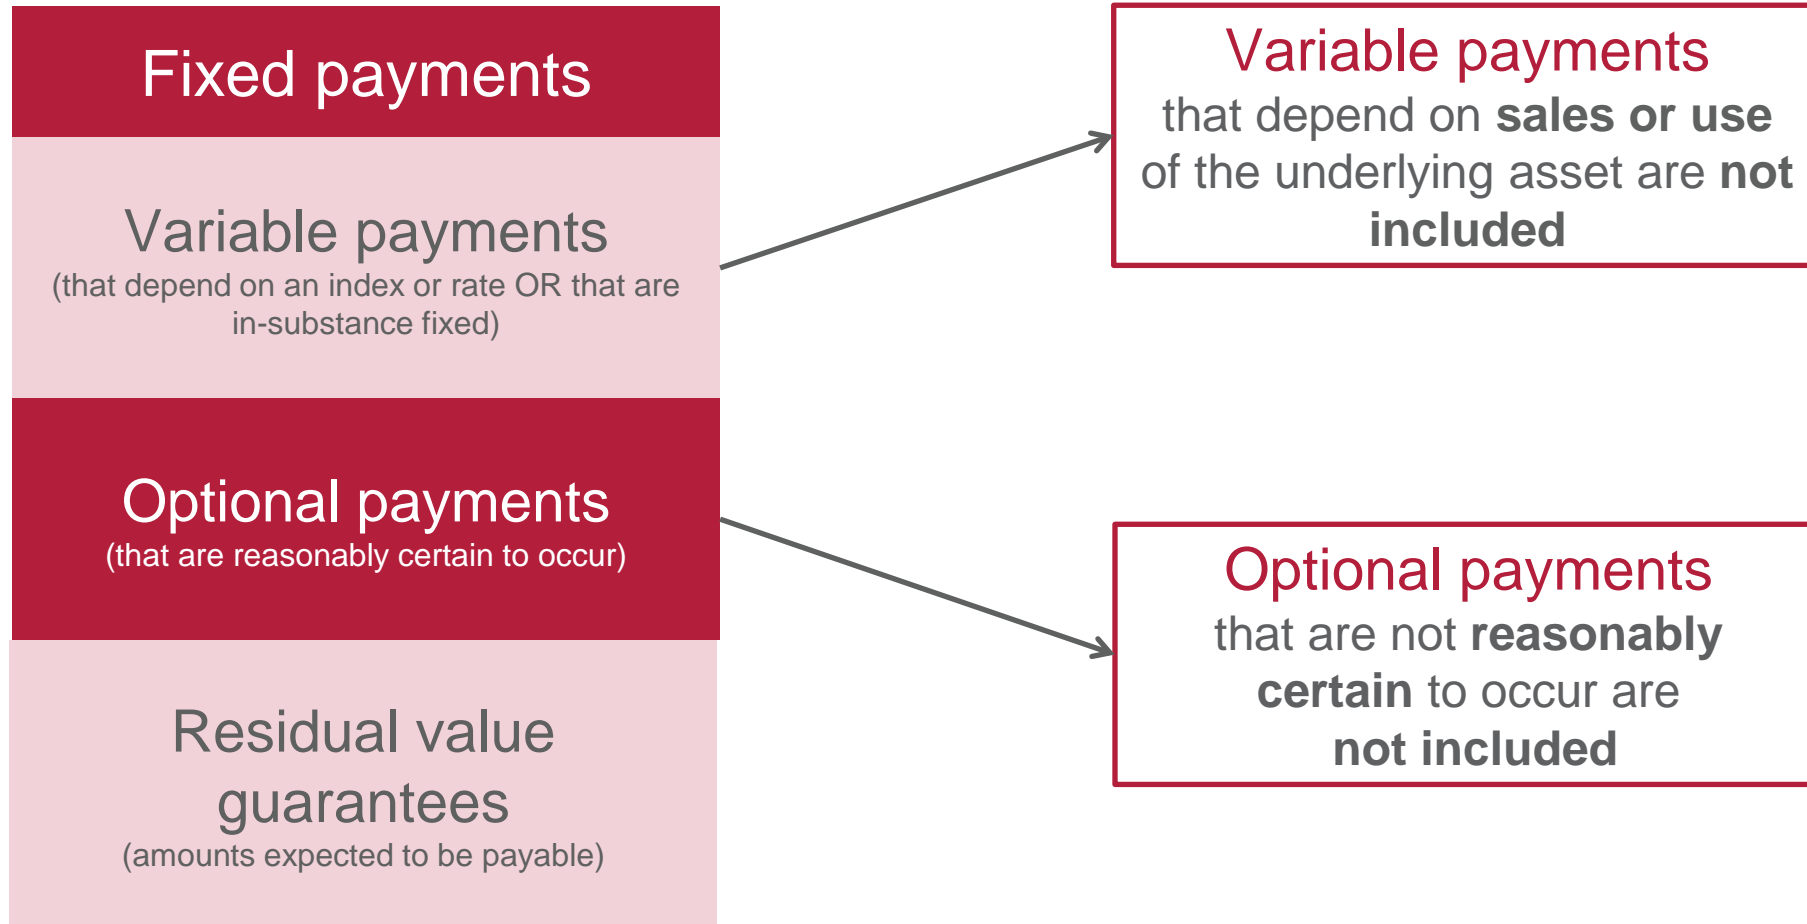 Fixed payments
Variable payments
(that depend on an index or rate OR that are
in-substance fixed)
Optional payments
(that are reasonably certain to occur)
Residual value
guarantees
(amounts expected to be payable)
Variable payments
that depend on sales or use
of the underlying asset are not
included
Optional payments
that are not reasonably
certain to occur are
not included